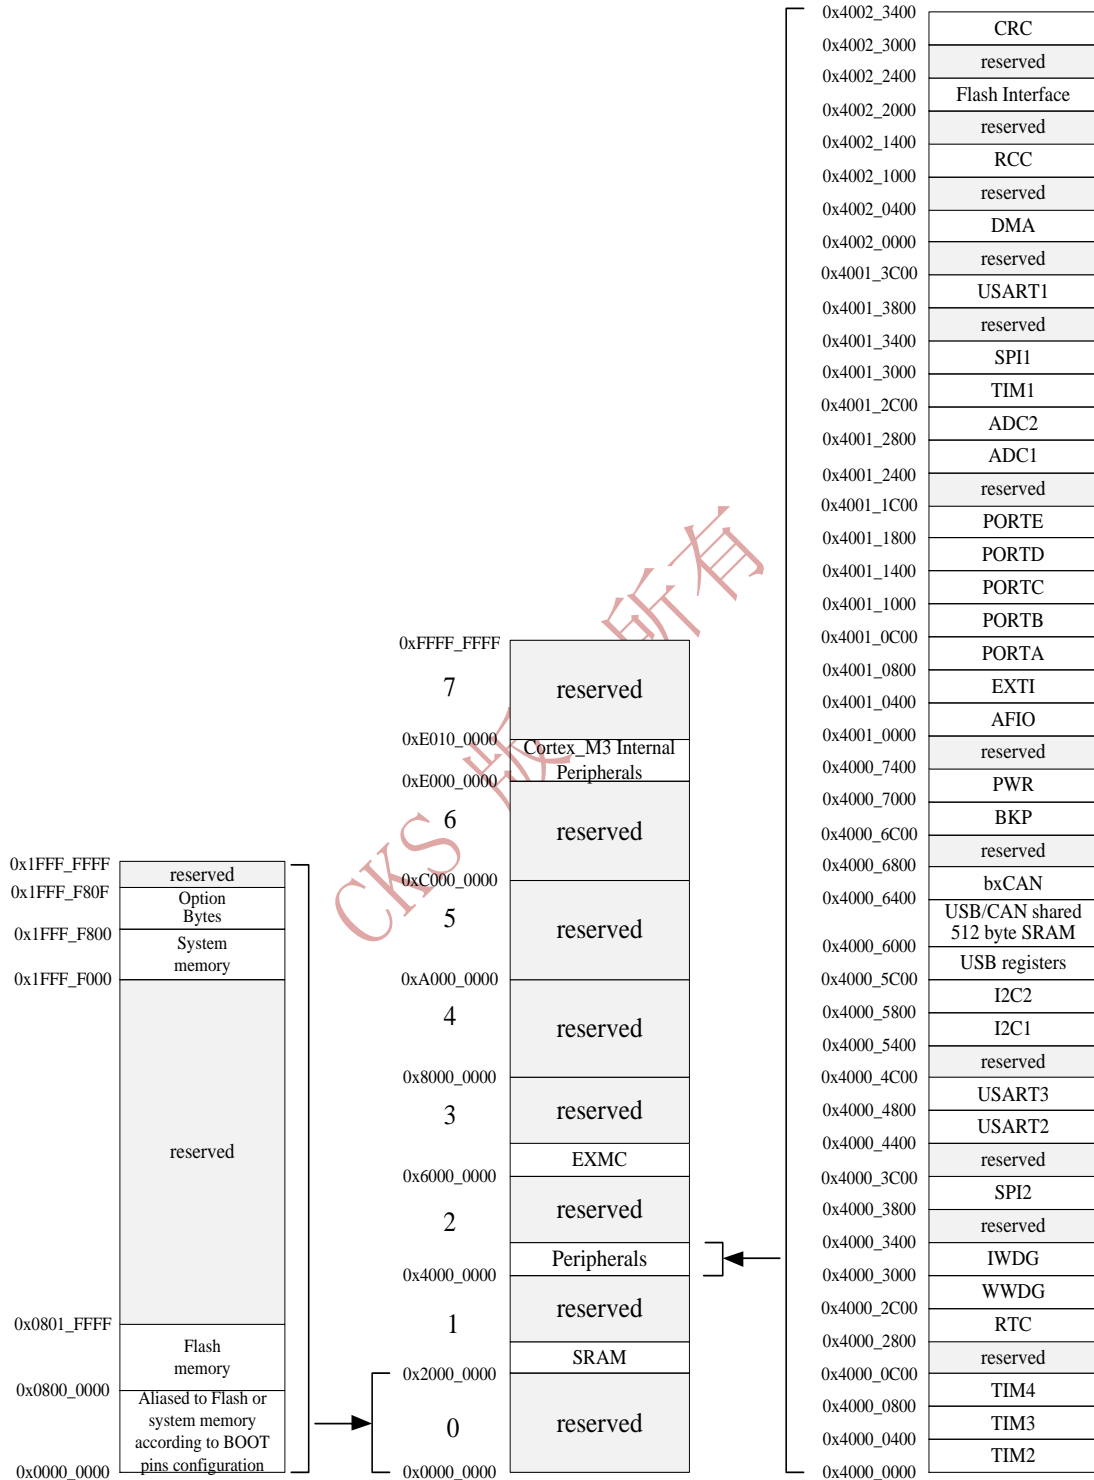 0x1FFF_FFFF
reserved
0x1FFF_F80F
Option
Bytes
0x1FFF_F800
System
memory
0x1FFF_F000
reserved
0x0801_FFFF
Flash
memory
0x0800_0000
Aliased to Flash or
system memory
according to BOOT
pins configuration
0x0000_0000
0xFFFF_FFFF
7
reserved
0xE010_0000
Cortex_M3 Internal
Peripherals
0xE000_0000
6
reserved
0xC000_0000
5
reserved
0xA000_0000
4
reserved
0x8000_0000
3
reserved
EXMC
0x6000_0000
2
reserved
Peripherals
0x4000_0000
1
reserved
SRAM
0x2000_0000
0
reserved
0x0000_0000
0x4002_3400
CRC
0x4002_3000
reserved
0x4002_2400
Flash Interface
0x4002_2000
reserved
0x4002_1400
RCC
0x4002_1000
reserved
0x4002_0400
DMA
0x4002_0000
reserved
0x4001_3C00
USART1
0x4001_3800
reserved
0x4001_3400
SPI1
0x4001_3000
TIM1
0x4001_2C00
ADC2
0x4001_2800
ADC1
0x4001_2400
reserved
0x4001_1C00
PORTE
0x4001_1800
PORTD
0x4001_1400
PORTC
0x4001_1000
PORTB
0x4001_0C00
PORTA
0x4001_0800
EXTI
0x4001_0400
AFIO
0x4001_0000
reserved
0x4000_7400
PWR
0x4000_7000
BKP
0x4000_6C00
reserved
0x4000_6800
bxCAN
0x4000_6400
USB/CAN shared
512 byte SRAM
0x4000_6000
USB registers
0x4000_5C00
I2C2
0x4000_5800
I2C1
0x4000_5400
reserved
0x4000_4C00
USART3
0x4000_4800
USART2
0x4000_4400
reserved
0x4000_3C00
SPI2
0x4000_3800
reserved
0x4000_3400
IWDG
0x4000_3000
WWDG
0x4000_2C00
RTC
0x4000_2800
reserved
0x4000_0C00
TIM4
0x4000_0800
TIM3
0x4000_0400
TIM2
0x4000_0000
CKS 版 所有